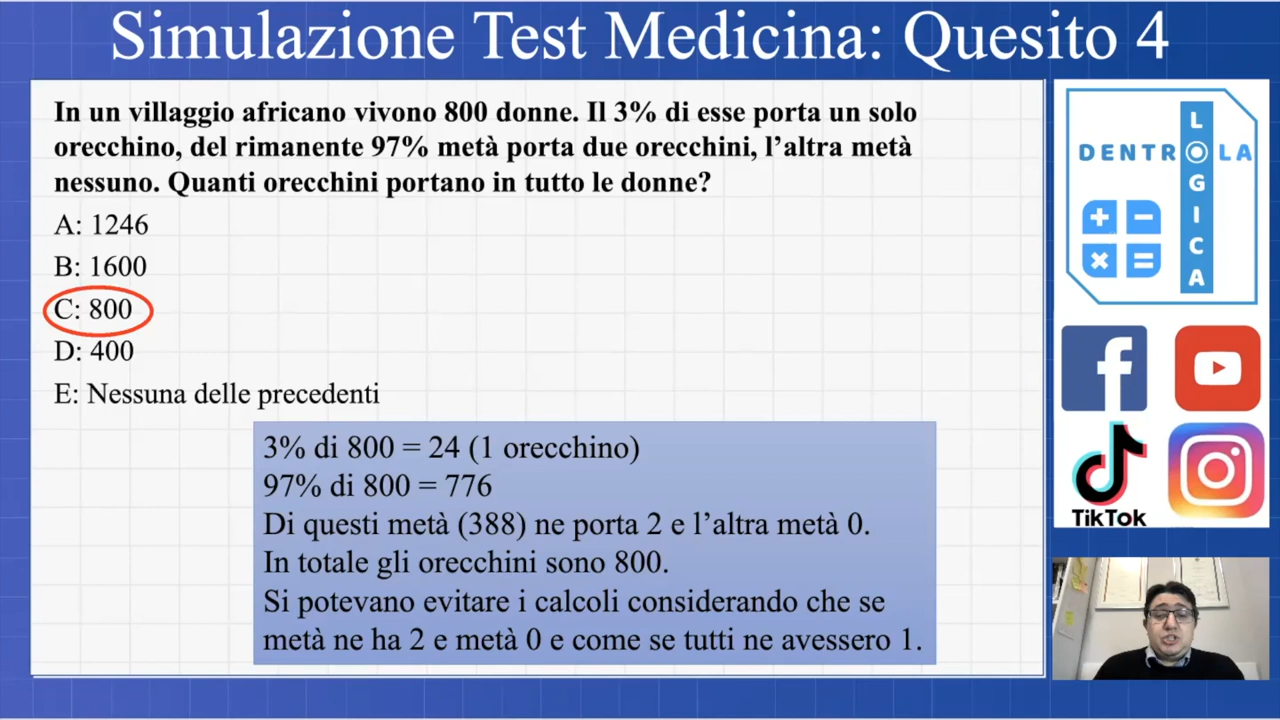 Simulazione Test Medicina: Quesito 4
In un villaggio africano vivono 800 donne. Il 3% di esse porta un solo
orecchino, del rimanente 97% metà porta due orecchini, l’altra metà
nessuno. Quanti orecchini portano in tutto le donne?
A: 1246
B: 1600
C: 800
D: 400
E: Nessuna delle precedenti
3% di 800 = 24 (1 orecchino)
97% di 800 = 776
Di questi metà (388) ne porta 2 e l’altra metà 0.
In totale gli orecchini sono 800.
Si potevano evitare i calcoli considerando che se
metà ne ha 2 e metà 0 e come se tutti ne avessero 1.
DENTRO LA
LOGICA
+ −
× =
f
TikTok